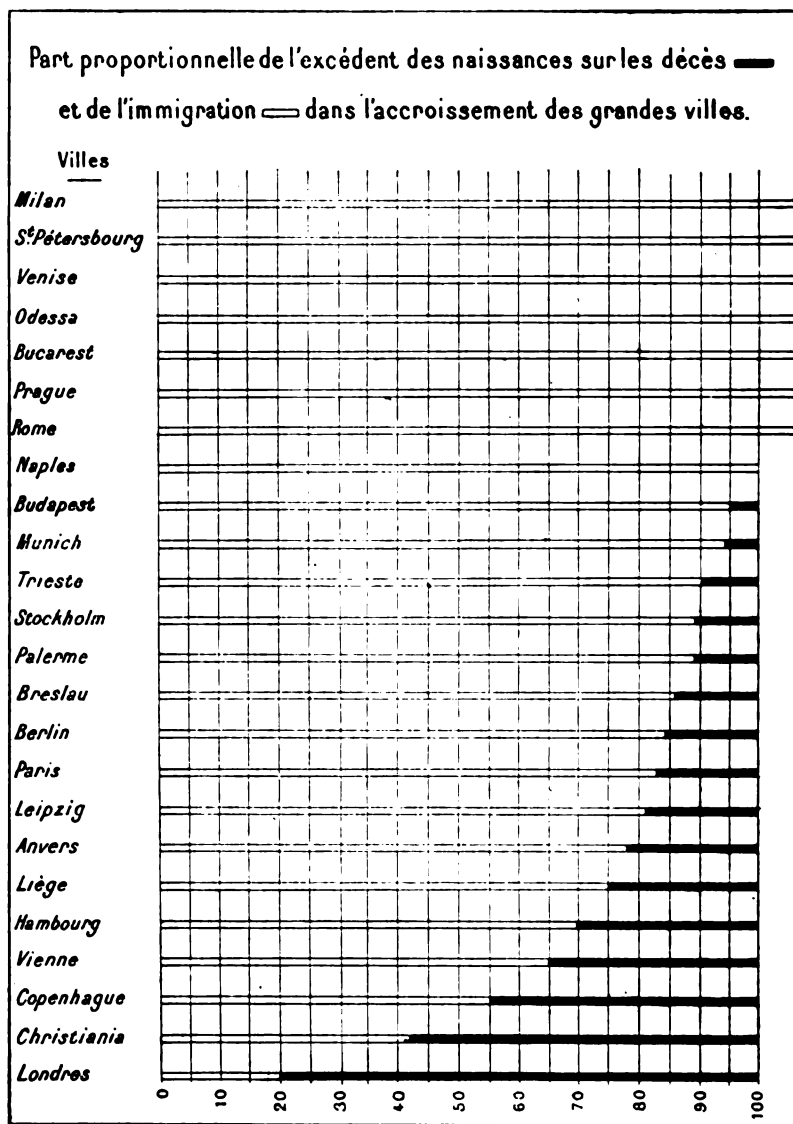 Part proportionnelle de l'excédent des naissances sur les décès
et de l'immigration dans l'accroissement des grandes villes.
Villes
Milan
St. Pétersbourg
Venise
Odessa
Bucarest
Prague
Rome
Naples
Budapest
Munich
Trieste
Stockholm
Palerme
Breslau
Berlin
Paris
Leipzig
Anvers
Liège
Hambourg
Vienne
Copenhague
Christiania
Londres
0 10 20 30 40 50 60 70 80 90 100